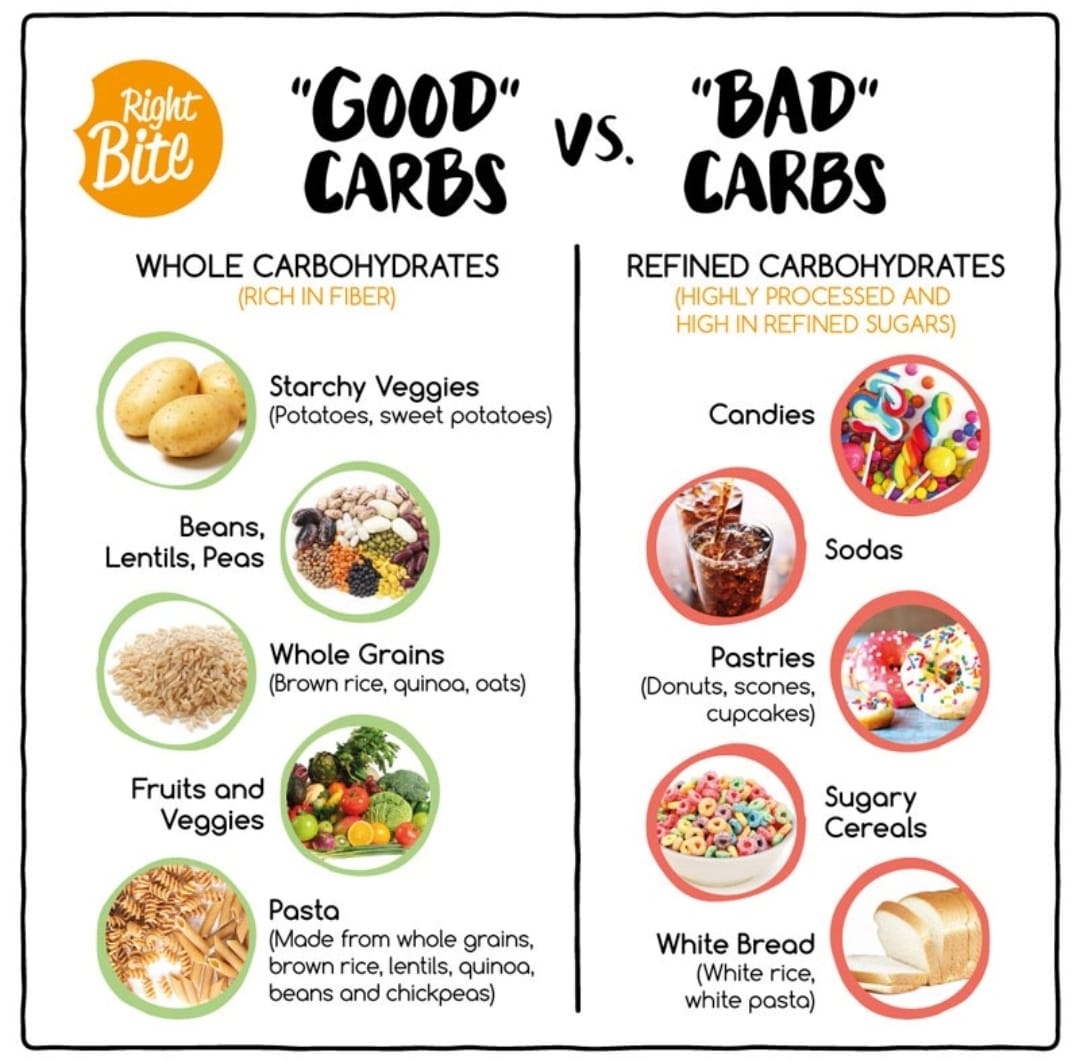 Right
Bite
"GOOD"
CARBS
vs.
"BAD"
CARBS
WHOLE CARBOHYDRATES
(RICH IN FIBER)
Starchy Veggies
(Potatoes, sweet potatoes)
Beans,
Lentils, Peas
Whole Grains
(Brown rice, quinoa, oats)
Fruits and
Veggies
Pasta
(Made from whole grains,
brown rice, lentils, quinoa,
beans and chickpeas)
REFINED CARBOHYDRATES
(HIGHLY PROCESSED AND
HIGH IN REFINED SUGARS)
Candies
Sodas
Pastries
(Donuts, scones,
cupcakes)
Sugary
Cereals
White Bread
(White rice,
white pasta)